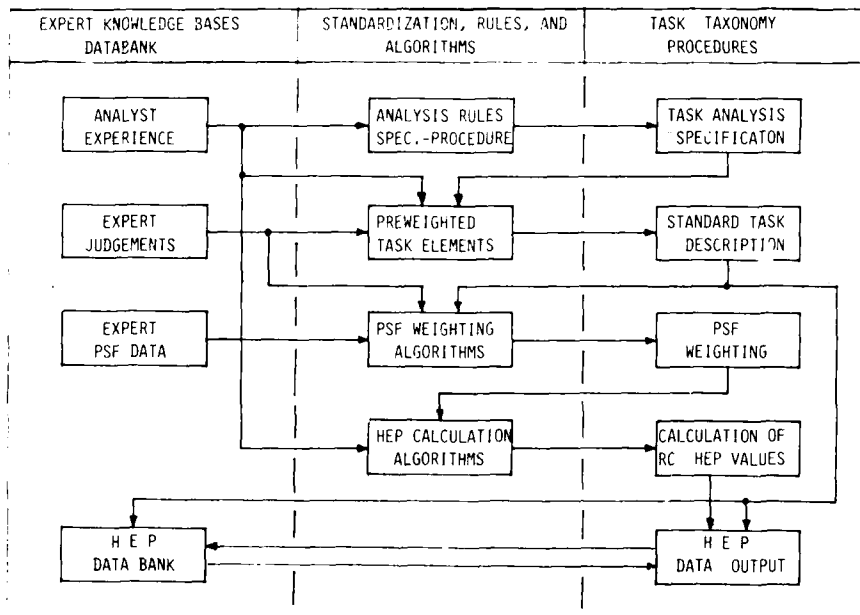 EXPERT KNOWLEDGE BASES
DATABANK
STANDARDIZATION, RULES, AND
ALGORITHMS
TASK TAXONOMY
PROCEDURES
ANALYST
EXPERIENCE
ANALYSIS RULES
SPEC.-PROCEDURE
TASK ANALYSIS
SPECIFICATON
EXPERT
JUDGEMENTS
PREWEIGHTED
TASK ELEMENTS
STANDARD TASK
DESCRIPTION
EXPERT
PSF DATA
PSF WEIGHTING
ALGORITHMS
PSF
WEIGHTING
HEP CALCULATION
ALGORITHMS
CALCULATION OF
RC HEP VALUES
H E P
DATA BANK
H E P
DATA OUTPUT